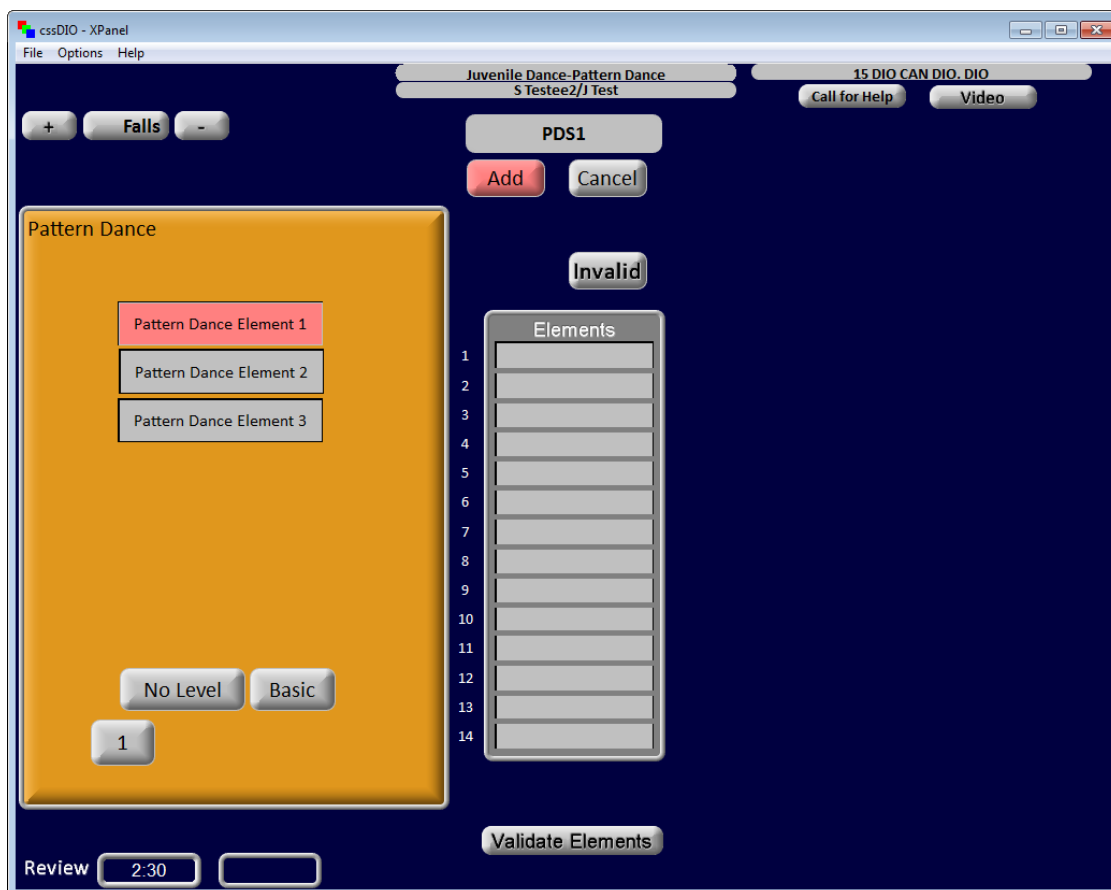 cssDIO - XPanel
File Options Help
Juvenile Dance-Pattern Dance
S Testee2/J Test
15 DIO CAN DIO. DIO
Call for Help Video
+ Falls -
PDS1
Add Cancel
Pattern Dance
Invalid
Pattern Dance Element 1
Pattern Dance Element 2
Pattern Dance Element 3
Elements
1
2
3
4
5
6
7
8
9
10
11
12
13
14
No Level Basic
1
Validate Elements
Review 2:30